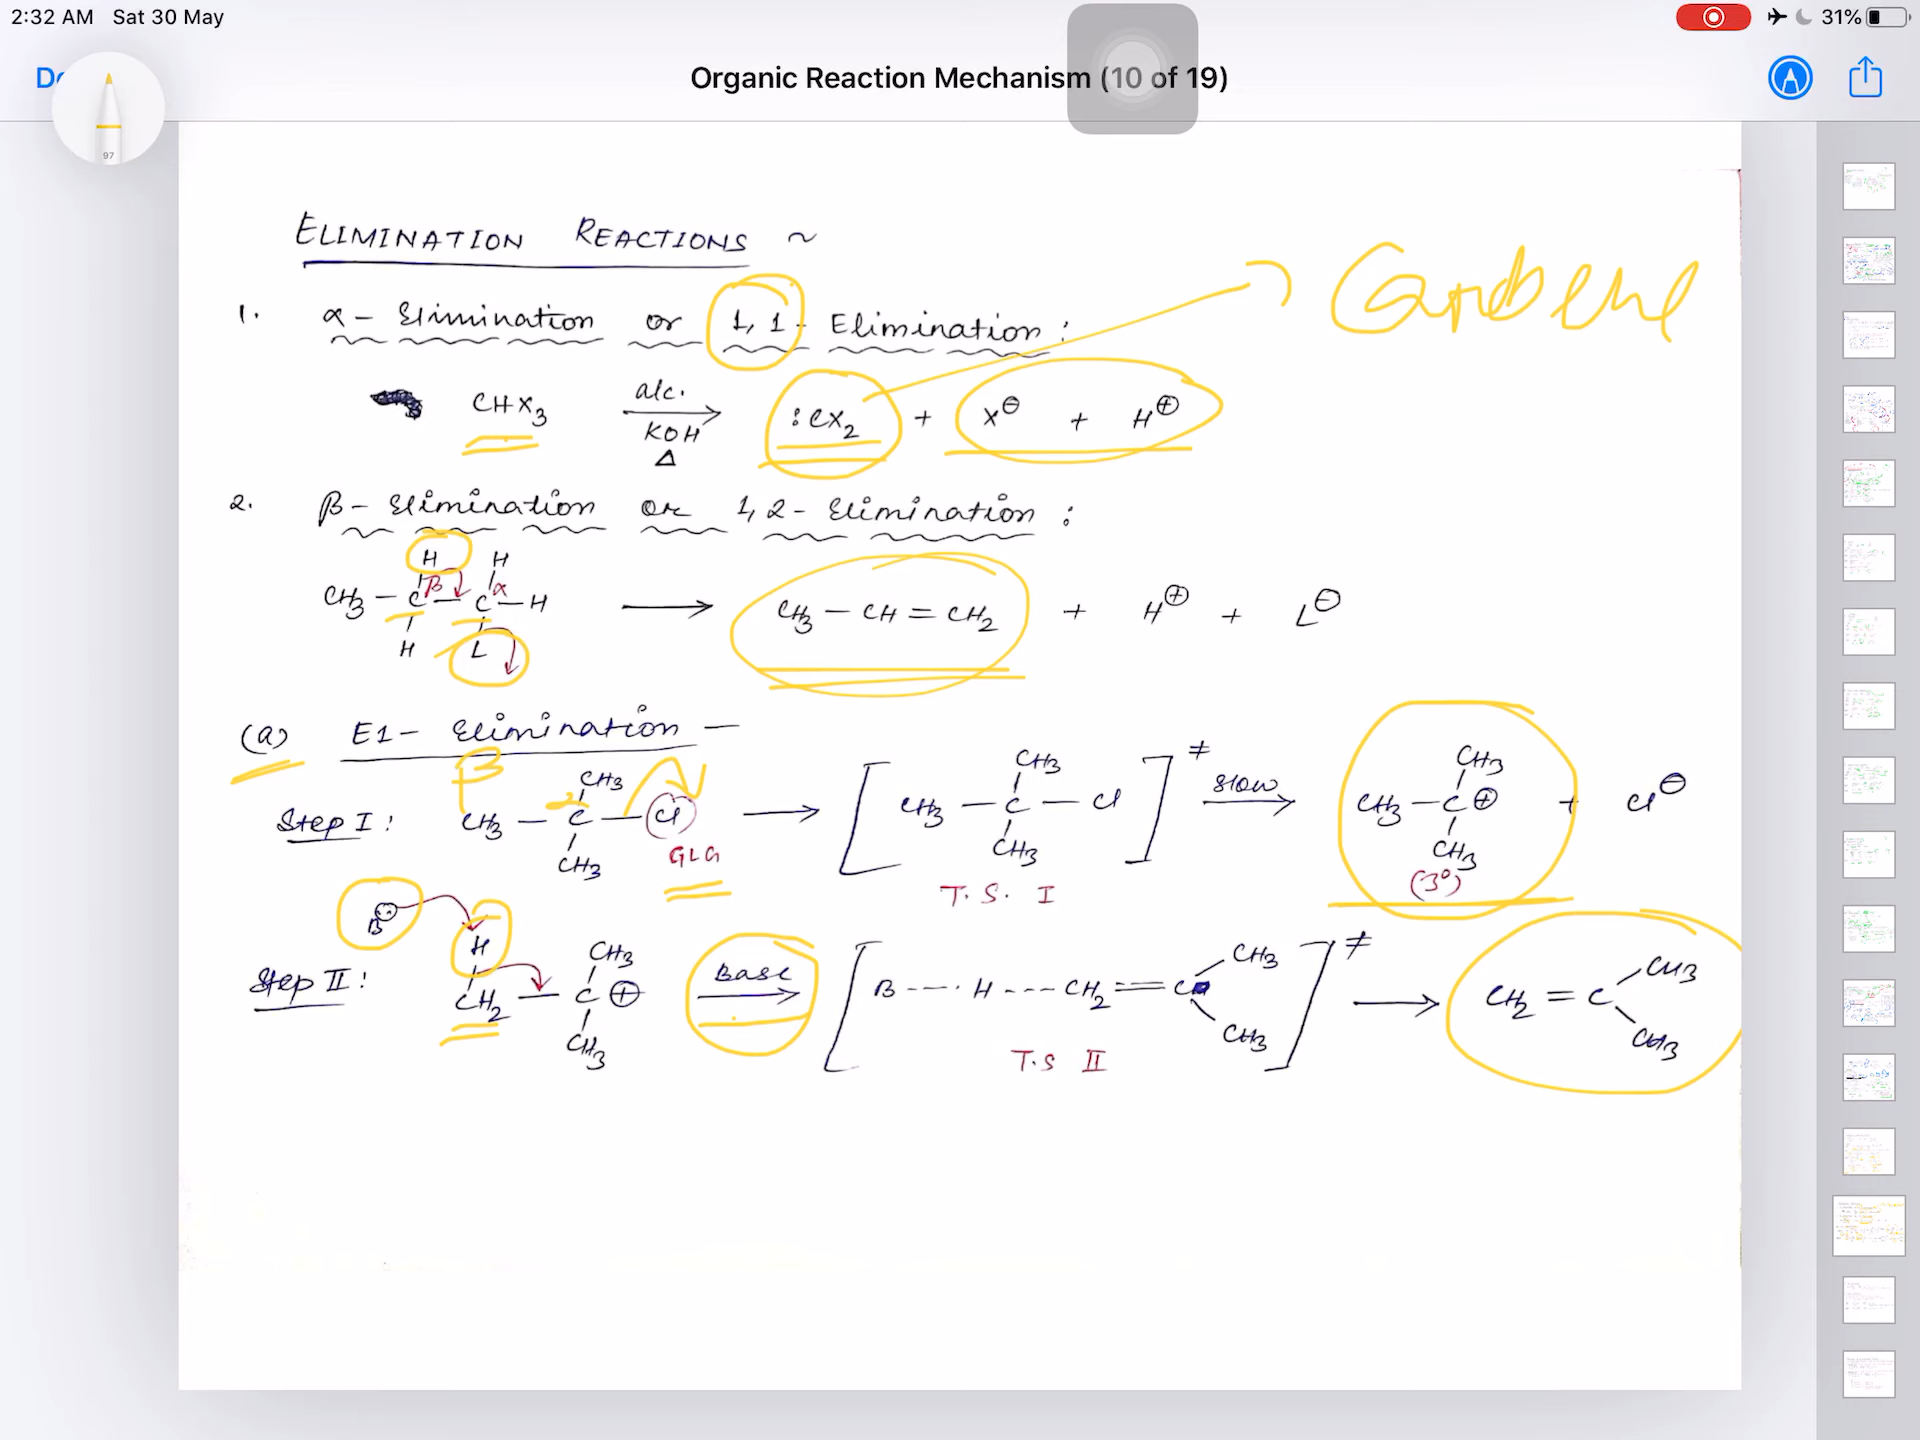 2:32 AM Sat 30 May
31%
Do
Organic Reaction Mechanism (10 of 19)
97
ELIMINATION REACTIONS ~
1. α - Elimination or 1, 1 - Elimination :
Carbene
CHX3 alc. KOH Δ → :CX2 + X⊖ + H⊕
2. β - Elimination or 1,2 - Elimination :
H H
CH3 — C β — C α — H → CH3 — CH = CH2 + H⊕ + L⊖
H L
(a) E1 - Elimination —
β
CH3 CH3 ≠ CH3
Step I : CH3 — C α — Cl → [ CH3 — C — Cl ] slow → CH3 — C⊕ + Cl⊖
CH3 GLG CH3 CH3
T. S. I (3°)
B⊖
H CH3 CH3 ≠ CH3
Step II : CH2 — C⊕ Base → [ B ---- H ---- CH2 = C ] → CH2 = C
CH3 CH3 CH3
T.S II